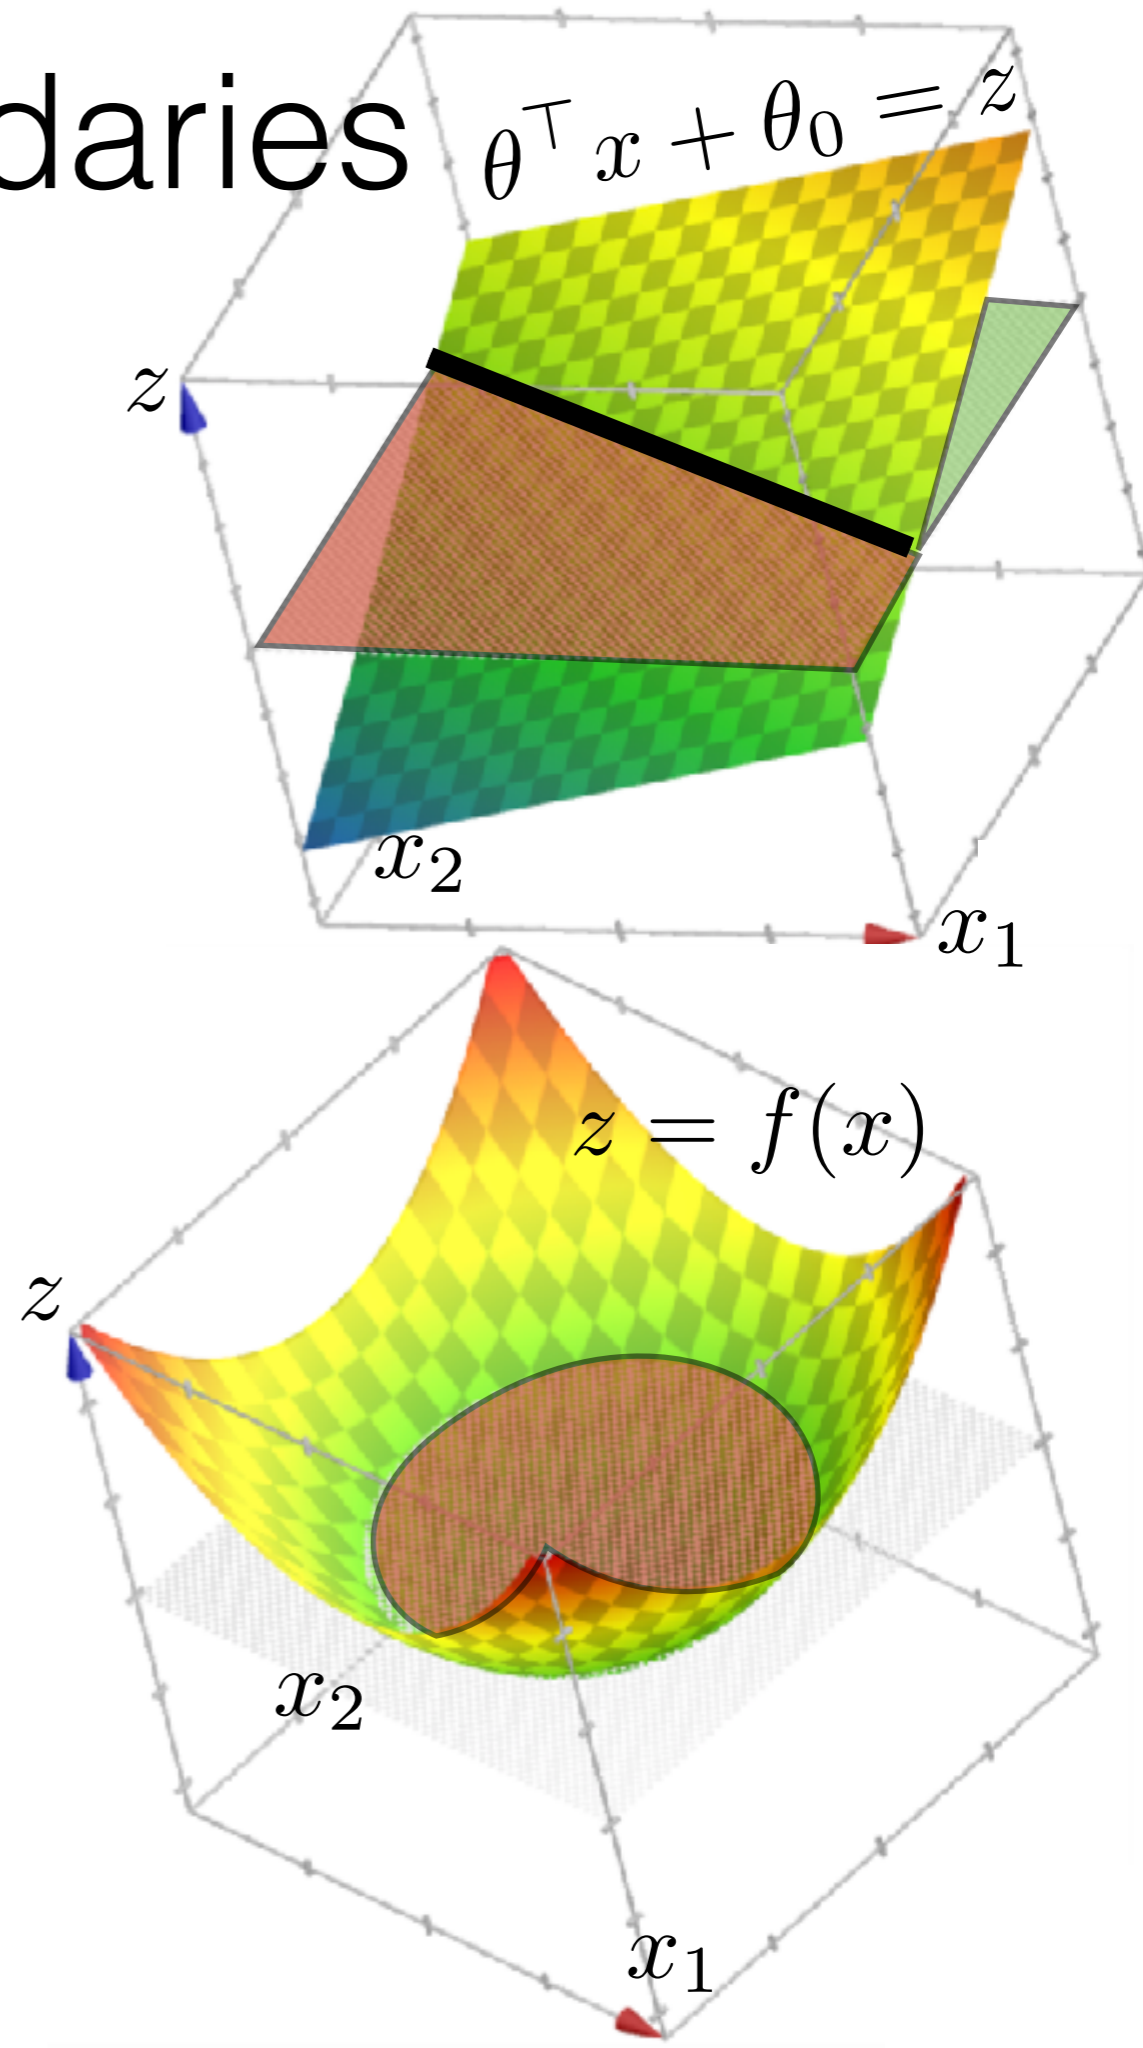 daries
θ⊤x + θ0 = z
z
x2
x1
z = f(x)
z
x2
x1